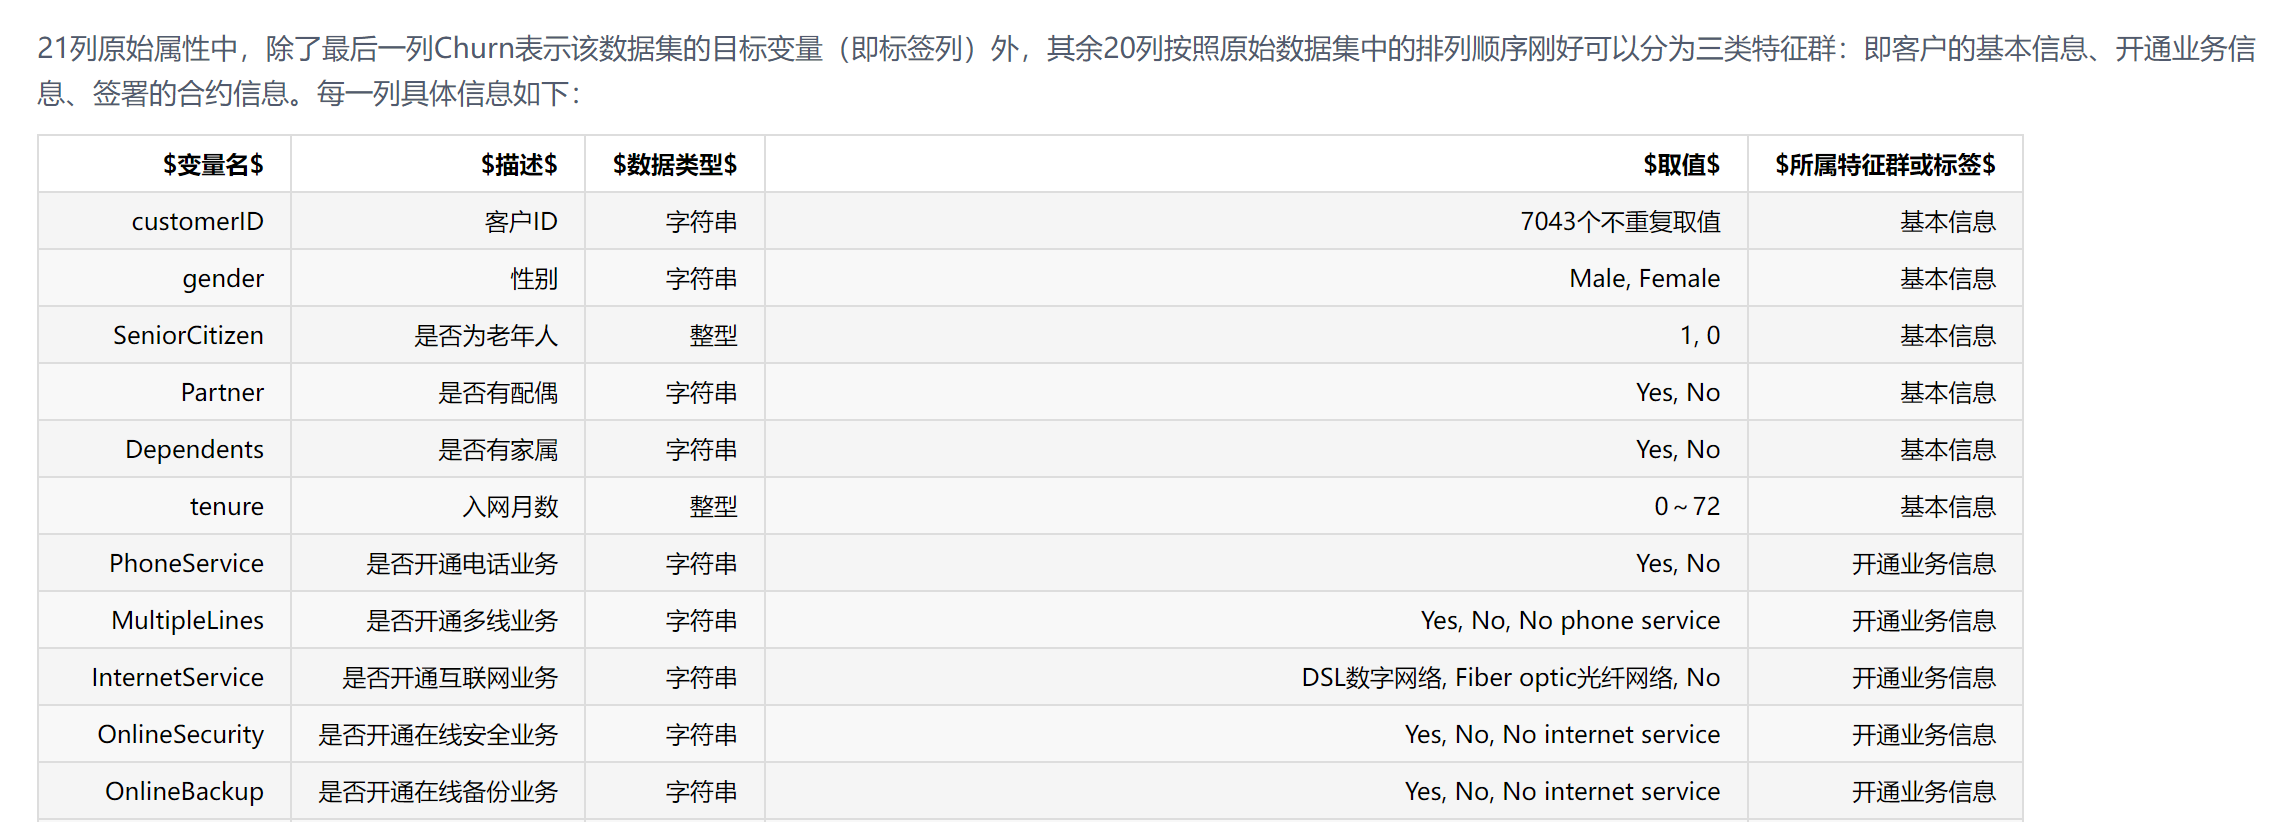 21列原始属性中，除了最后一列Churn表示该数据集的目标变量（即标签列）外，其余20列按照原始数据集中的排列顺序刚好可以分为三类特征群：即客户的基本信息、开通业务信
息、签署的合约信息。每一列具体信息如下：
$变量名$ $描述$ $数据类型$ $取值$ $所属特征群或标签$
customerID 客户ID 字符串 7043个不重复取值 基本信息
gender 性别 字符串 Male, Female 基本信息
SeniorCitizen 是否为老年人 整型 1, 0 基本信息
Partner 是否有配偶 字符串 Yes, No 基本信息
Dependents 是否有家属 字符串 Yes, No 基本信息
tenure 入网月数 整型 0～72 基本信息
PhoneService 是否开通电话业务 字符串 Yes, No 开通业务信息
MultipleLines 是否开通多线业务 字符串 Yes, No, No phone service 开通业务信息
InternetService 是否开通互联网业务 字符串 DSL数字网络, Fiber optic光纤网络, No 开通业务信息
OnlineSecurity 是否开通在线安全业务 字符串 Yes, No, No internet service 开通业务信息
OnlineBackup 是否开通在线备份业务 字符串 Yes, No, No internet service 开通业务信息